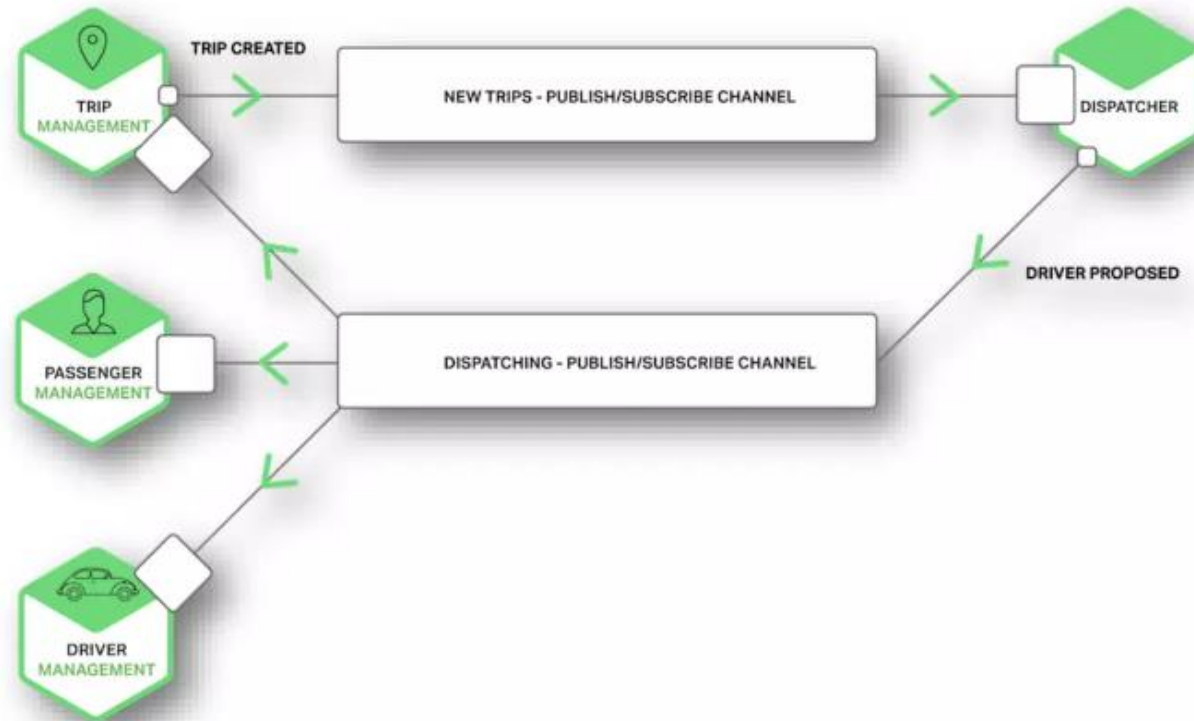 TRIP CREATED
TRIP
MANAGEMENT
NEW TRIPS - PUBLISH/SUBSCRIBE CHANNEL
DISPATCHER
DRIVER PROPOSED
PASSENGER
MANAGEMENT
DISPATCHING - PUBLISH/SUBSCRIBE CHANNEL
DRIVER
MANAGEMENT